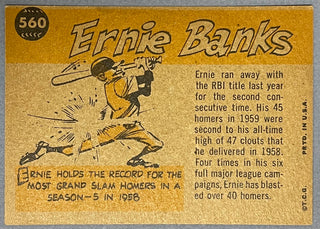 560
Ernie Banks
Ernie ran away with
the RBI title last year
for the second con-
secutive time. His 45
homers in 1959 were
second to his all-time
high of 47 clouts that
he delivered in 1958.
Four times in his six
full major league cam-
paigns, Ernie has blast-
ed over 40 homers.
ERNIE HOLDS THE RECORD FOR THE
MOST GRAND SLAM HOMERS IN A
SEASON-5 IN 1958
©T.C.G.
PRTD. IN U.S.A.